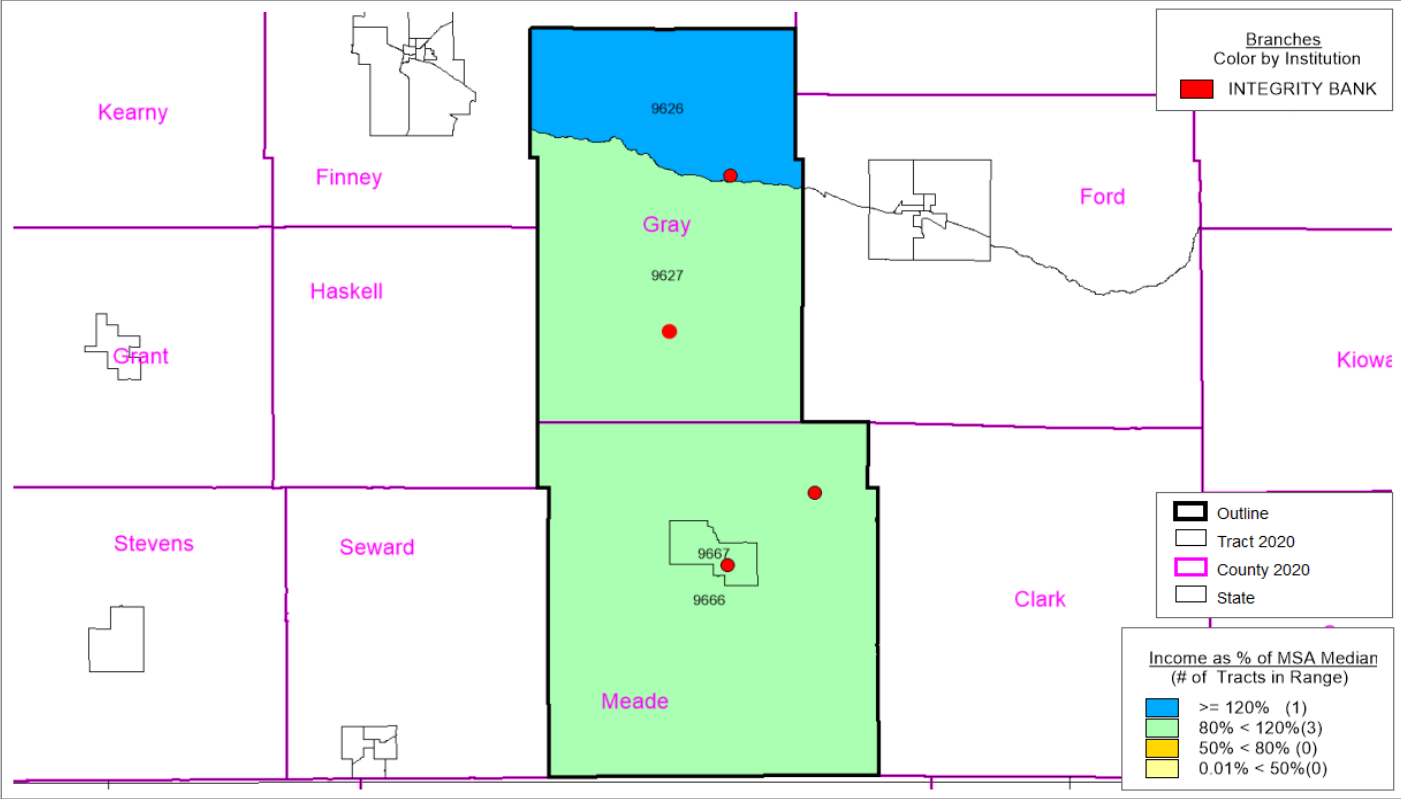 Branches
Color by Institution
INTEGRITY BANK
9626
Kearny
Finney
Ford
Gray
9627
Haskell
Grant
Kiowa
Outline
Tract 2020
County 2020
State
Stevens
Seward
9667
9666
Clark
Meade
Income as % of MSA Median
(# of Tracts in Range)
>= 120% (1)
80% < 120%(3)
50% < 80% (0)
0.01% < 50%(0)